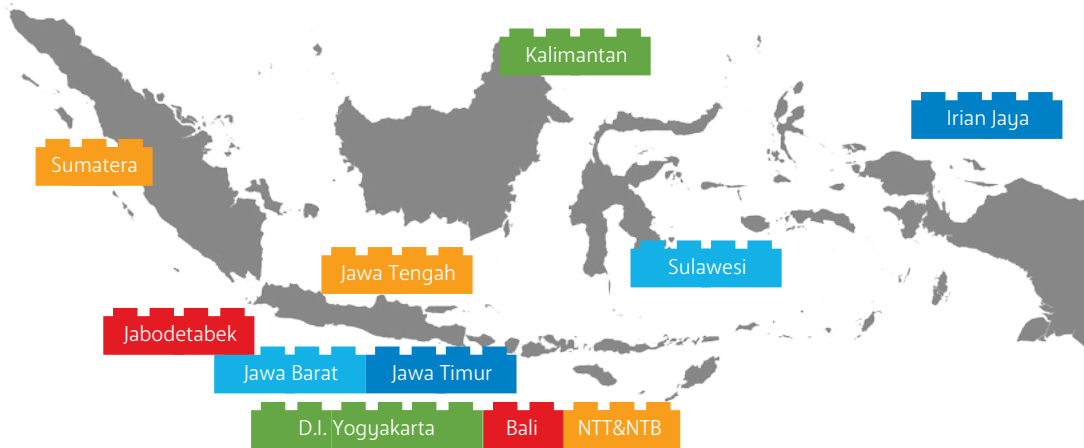 Kalimantan
Irian Jaya
Sumatera
Jawa Tengah
Sulawesi
Jabodetabek
Jawa Barat
Jawa Timur
D.I. Yogyakarta
Bali
NTT&NTB